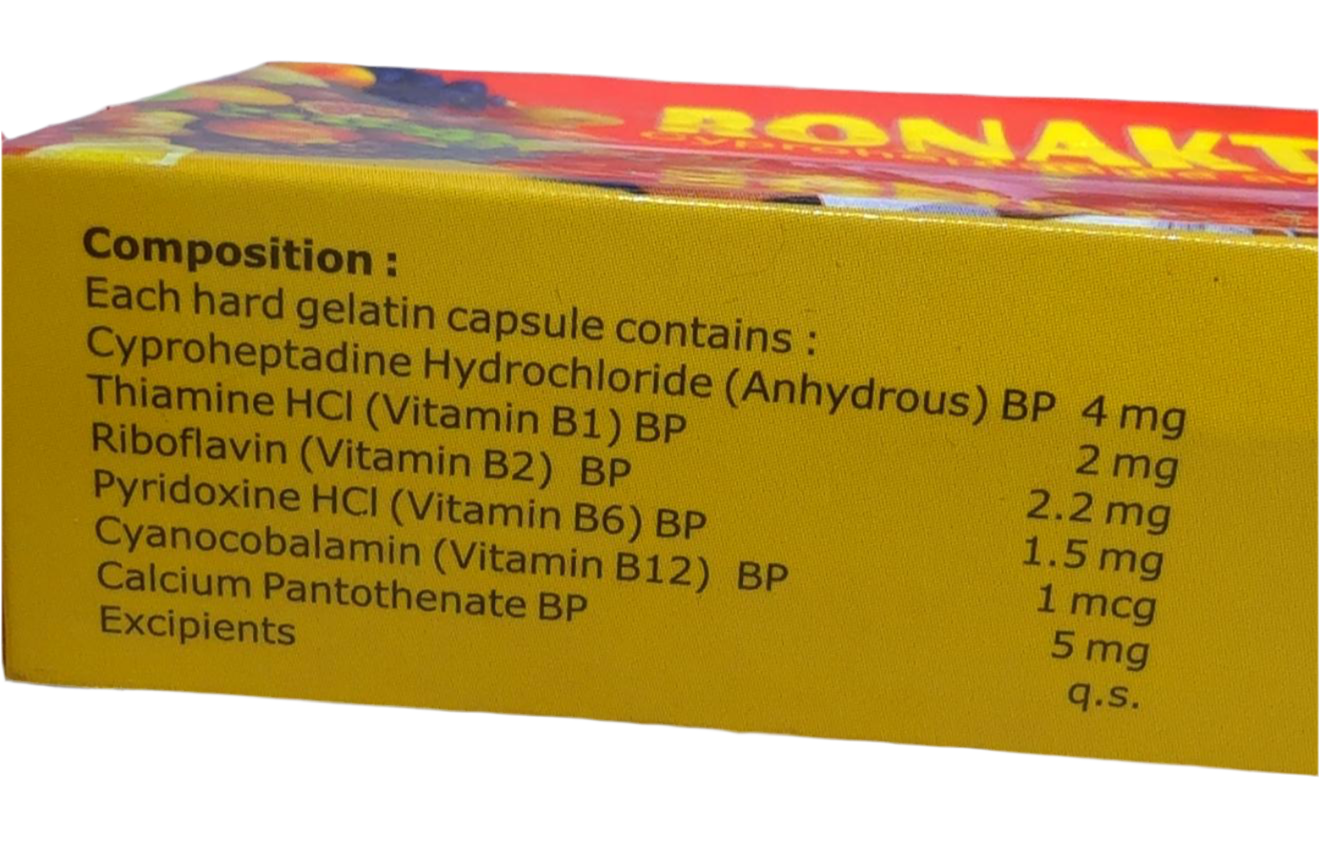 RONAKT
Composition :
Each hard gelatin capsule contains :
Cyproheptadine Hydrochloride (Anhydrous) BP 4 mg
Thiamine HCl (Vitamin B1) BP 2 mg
Riboflavin (Vitamin B2) BP 2.2 mg
Pyridoxine HCl (Vitamin B6) BP 1.5 mg
Cyanocobalamin (Vitamin B12) BP 1 mcg
Calcium Pantothenate BP 5 mg
Excipients q.s.